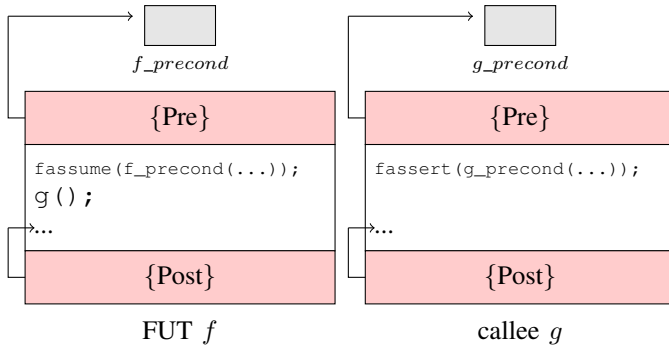 f_precond
{Pre}
fassume(f_precond(...));
g();
...
{Post}
FUT f
g_precond
{Pre}
fassert(g_precond(...));
...
{Post}
callee g